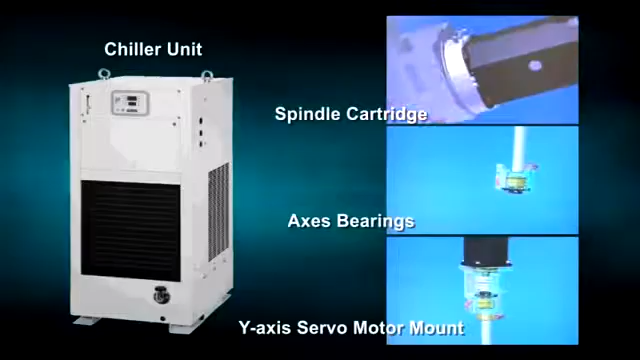 Chiller Unit
Spindle Cartridge
Axes Bearings
Y-axis Servo Motor Mount